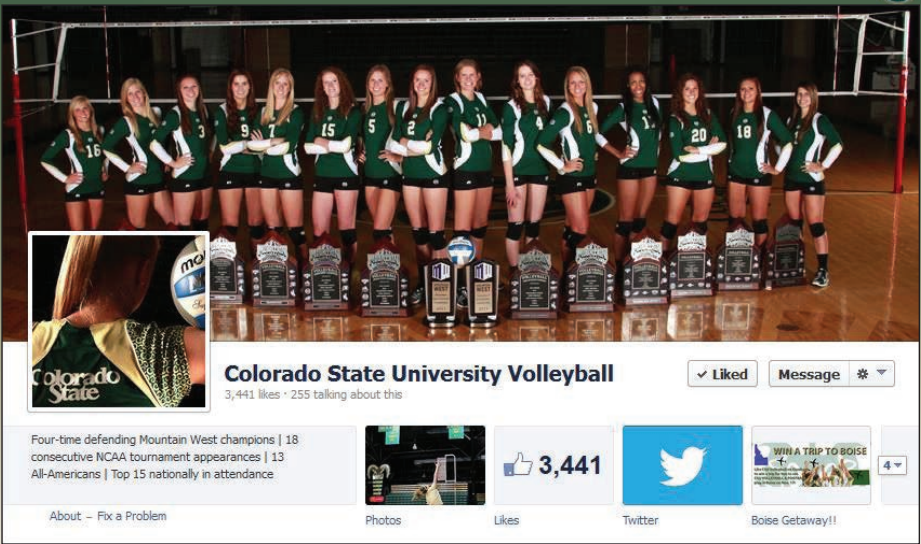 16
3
9
7
15
5
2
11
4
6
20
18
Colorado
State
Colorado State University Volleyball
3,441 likes · 255 talking about this
✓ Liked
Message
Four-time defending Mountain West champions | 18
consecutive NCAA tournament appearances | 13
All-Americans | Top 15 nationally in attendance
About – Fix a Problem
3,441
WIN A TRIP TO BOISE
4
Photos
Likes
Twitter
Boise Getaway!!